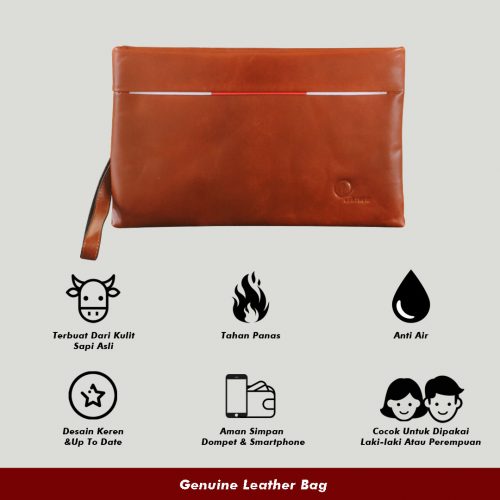 Terbuat Dari Kulit
Sapi Asli
Tahan Panas
Anti Air
Desain Keren
&Up To Date
Aman Simpan
Dompet & Smartphone
Cocok Untuk Dipakai
Laki-laki Atau Perempuan
Genuine Leather Bag